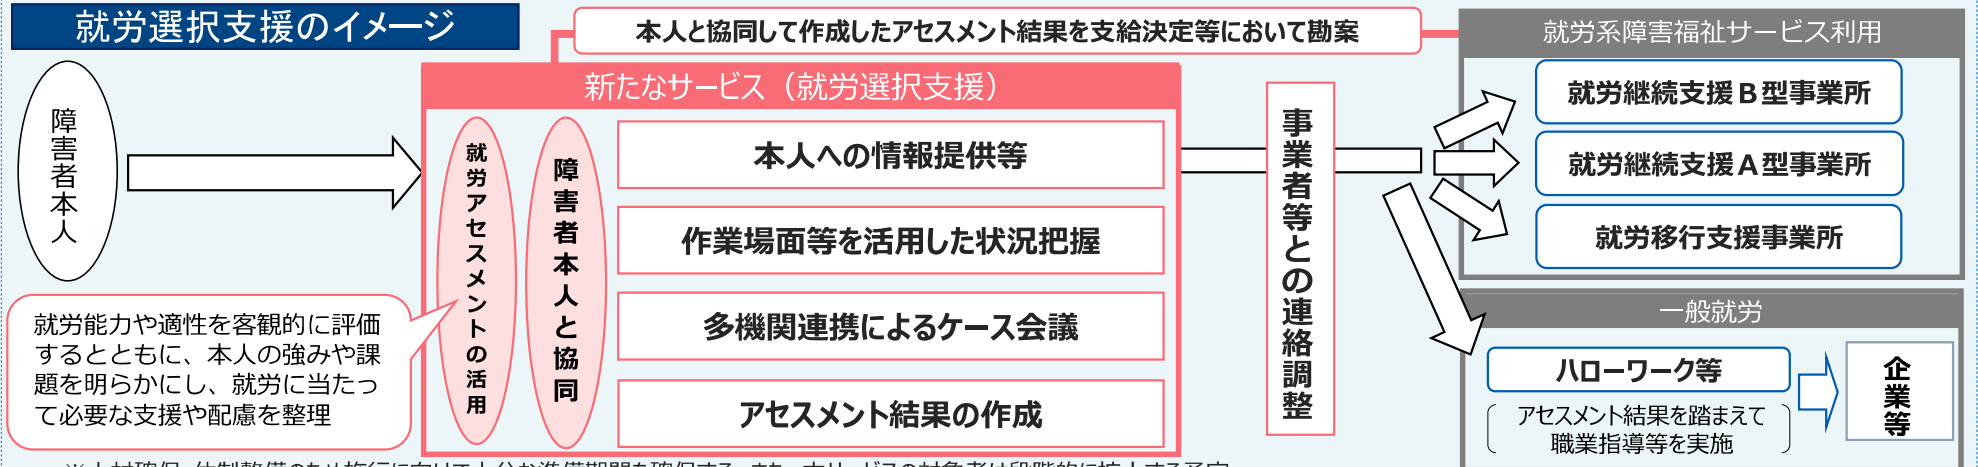 就労選択支援のイメージ
本人と協同して作成したアセスメント結果を支給決定等において勘案
障害者本人
新たなサービス（就労選択支援）
就労アセスメントの活用
障害者本人と協同
本人への情報提供等
作業場面等を活用した状況把握
多機関連携によるケース会議
アセスメント結果の作成
就労能力や適性を客観的に評価
するとともに、本人の強みや課
題を明らかにし、就労に当たっ
て必要な支援や配慮を整理
事業者等との連絡調整
就労系障害福祉サービス利用
就労継続支援Ｂ型事業所
就労継続支援Ａ型事業所
就労移行支援事業所
一般就労
ハローワーク等
アセスメント結果を踏まえて
職業指導等を実施
企業等